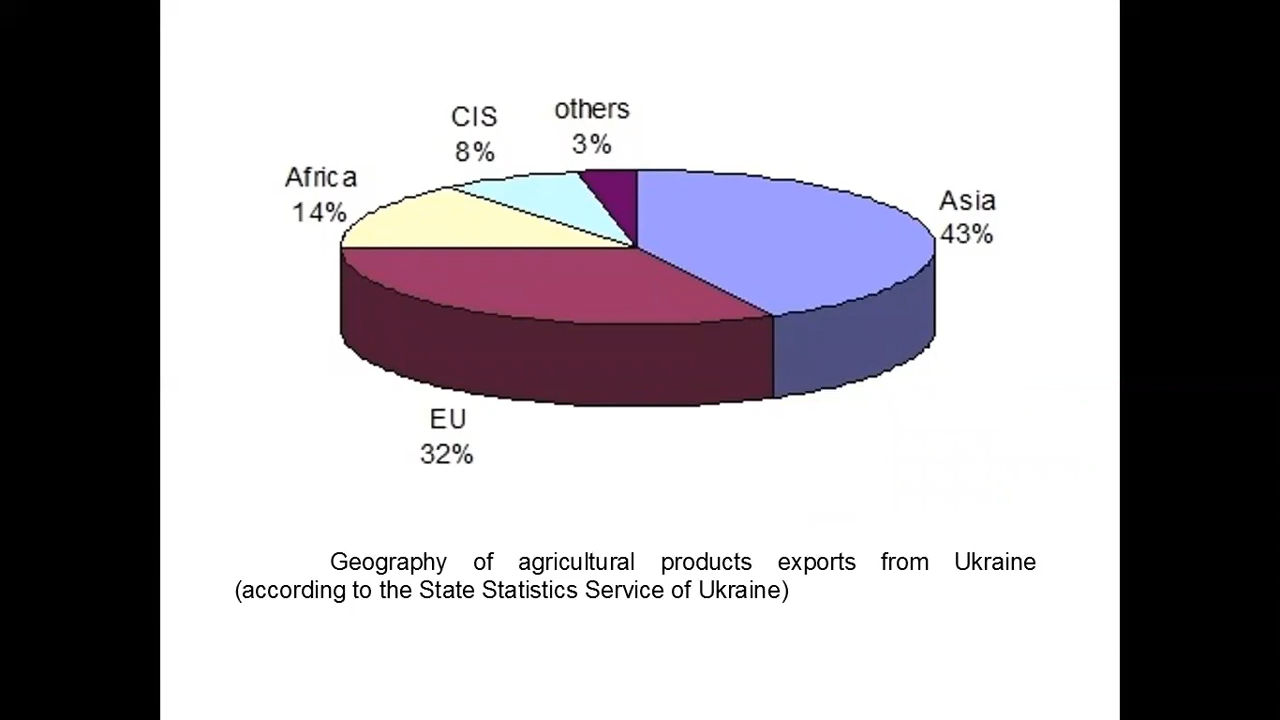 others
3%
CIS
8%
Africa
14%
Asia
43%
EU
32%
Geography of agricultural products exports from Ukraine
(according to the State Statistics Service of Ukraine)